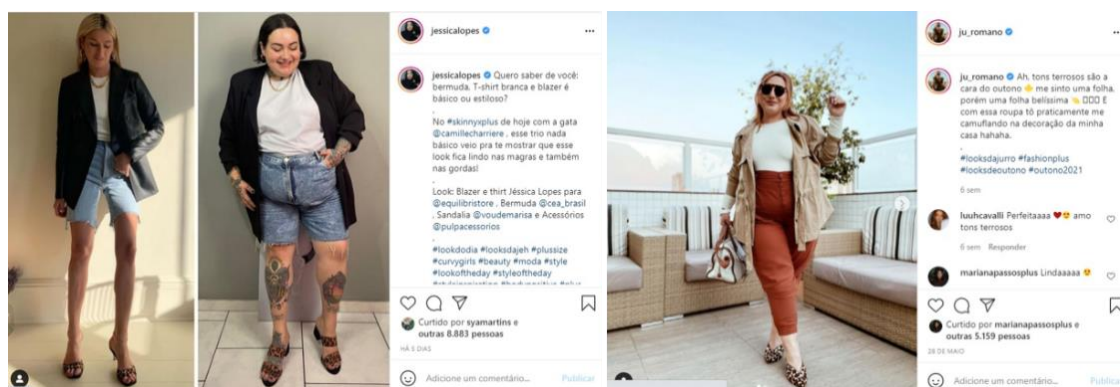 jessicalopes
jessicalopes Quero saber de você:
bermuda. T-shirt branca e blazer é
básico ou estiloso?
.
No #skinnyxplus de hoje com a gata
@camillecharriere , esse trio nada
básico veio pra te mostrar que esse
look fica lindo nas magras e também
nas gordas!
.
Look: Blazer e thirt Jéssica Lopes para
@equilibristore . Bermuda @cea_brasil
. Sandalia @voudemarisa e Acessórios
@pulpacessorios
.
#lookdodia #looksdajeh #plussize
#curvygirls #beauty #moda #style
#lookoftheday #styleoftheday
Curtido por syamartins e
outras 8.883 pessoas
HÁ 5 DIAS
Adicione um comentário... Publicar
ju_romano
ju_romano Ah, tons terrosos são a
cara do outono me sinto uma folha,
porém uma folha belíssima E
com essa roupa tô praticamente me
camuflando na decoração da minha
casa hahaha.
.
#looksdajurro #fashionplus
#looksdeoutono #outono2021
6 sem
luuhcavalli Perfeitaaaa ❤😍 amo
tons terrosos
6 sem Responder
marianapassosplus Lindaaaaa 😍
Curtido por marianapassosplus e
outras 5.159 pessoas
28 DE MAIO
Adicione um comentário... Publicar